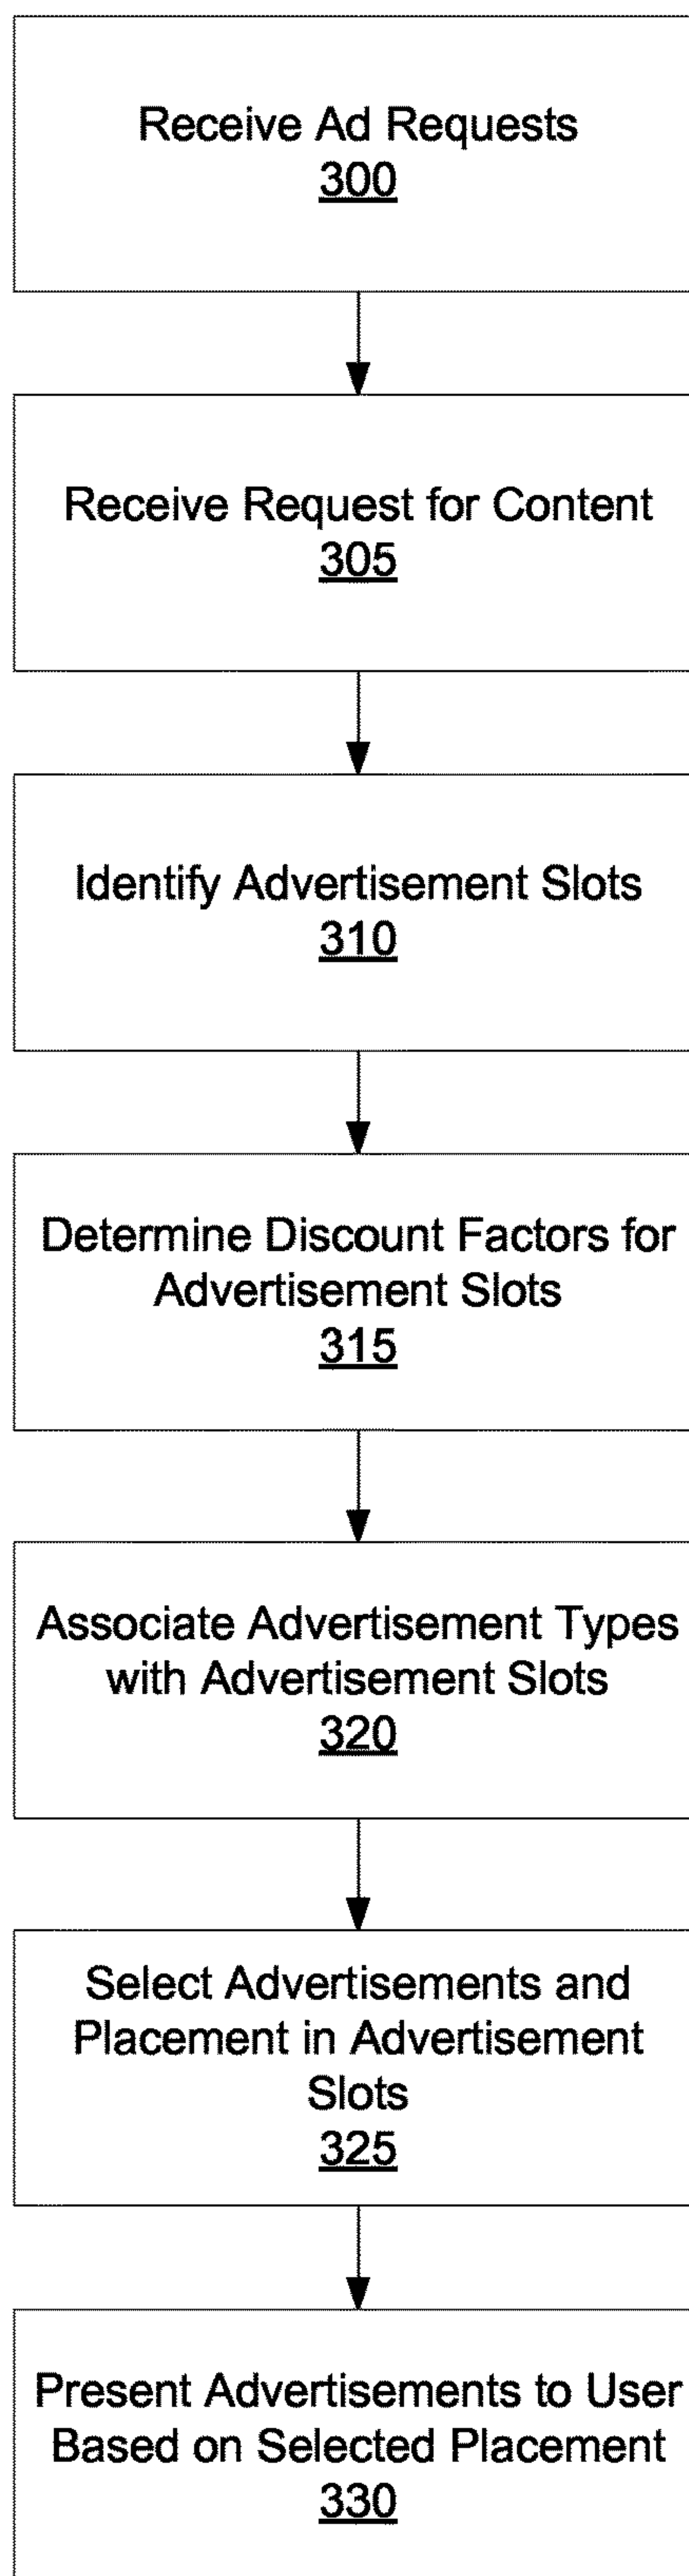 Receive Ad Requests
300
Receive Request for Content
305
Identify Advertisement Slots
310
Determine Discount Factors for
Advertisement Slots
315
Associate Advertisement Types
with Advertisement Slots
320
Select Advertisements and
Placement in Advertisement
Slots
325
Present Advertisements to User
Based on Selected Placement
330